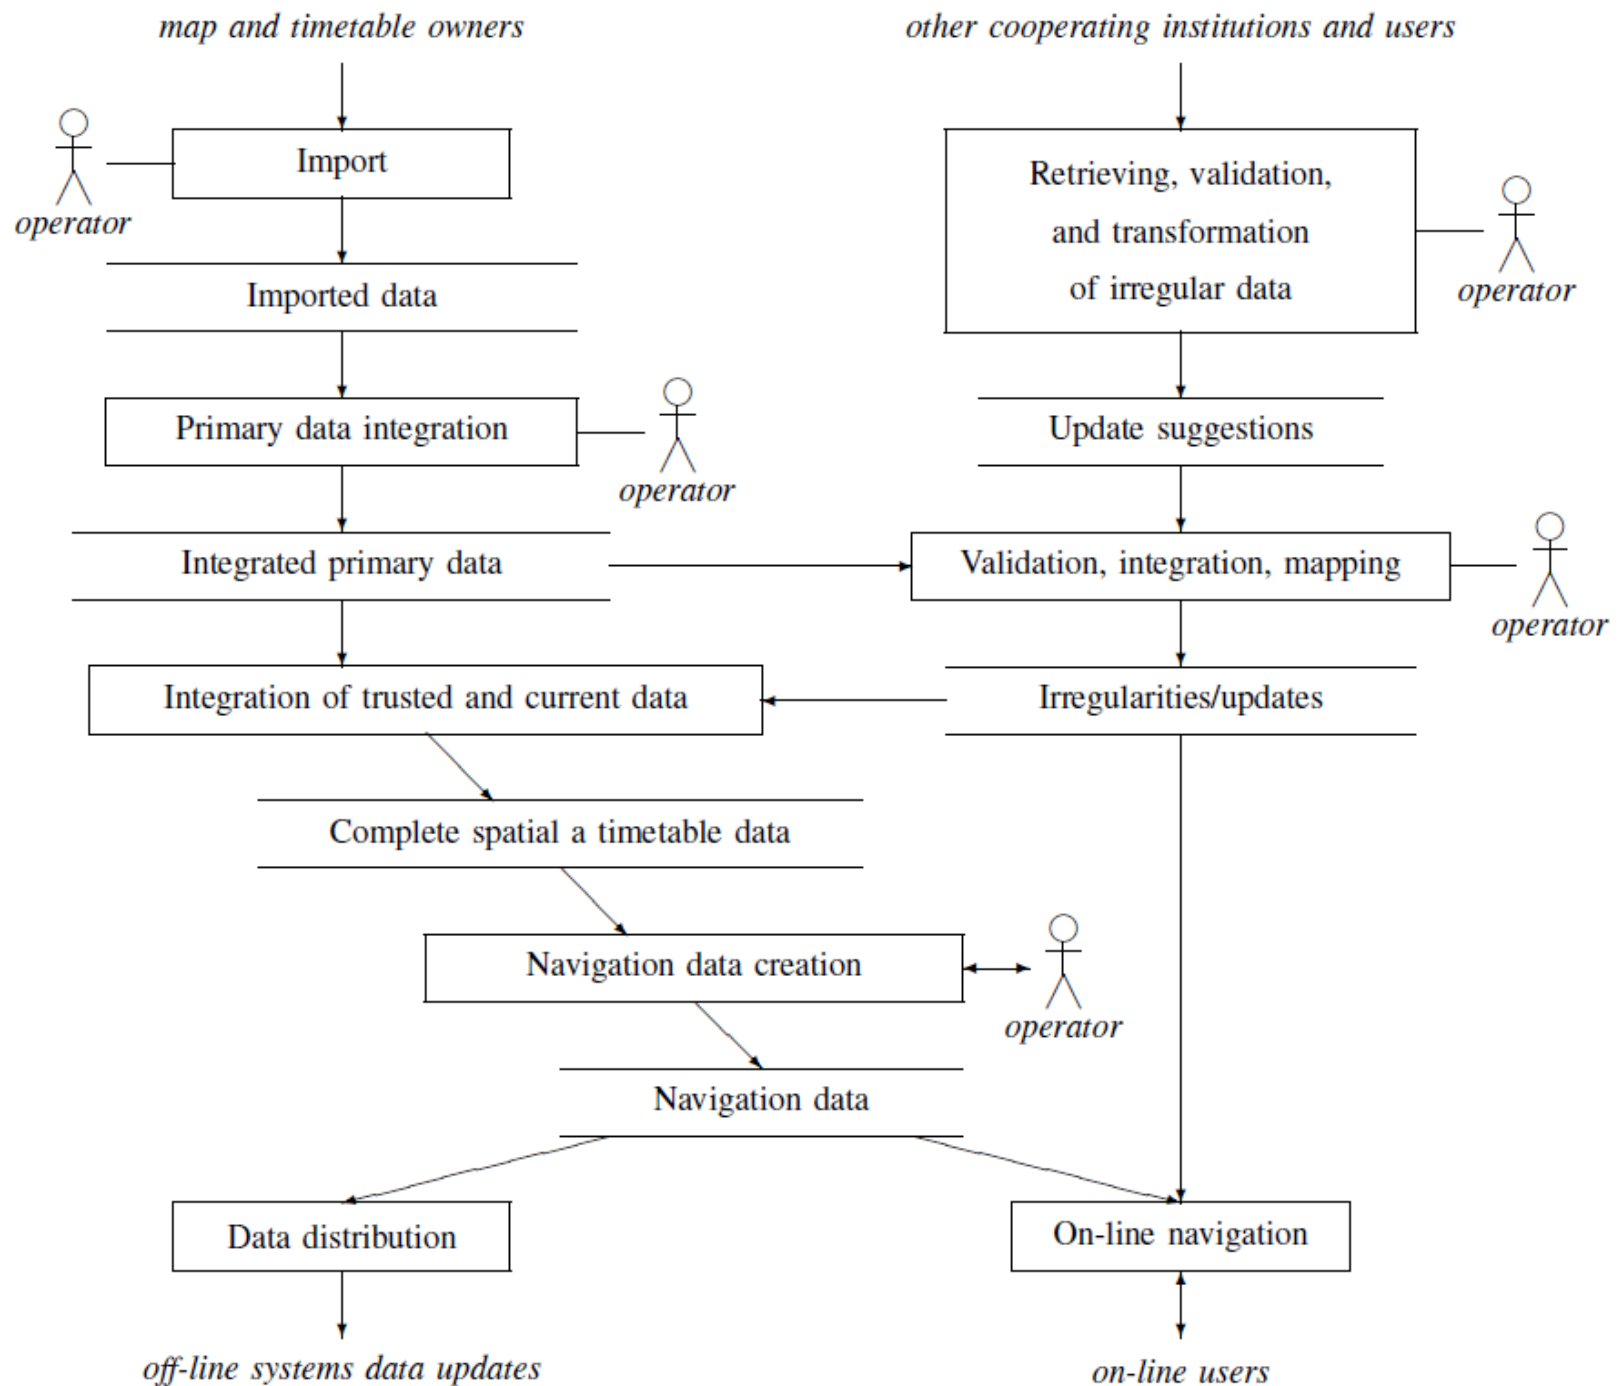 map and timetable owners
other cooperating institutions and users
Import
operator
Retrieving, validation,
and transformation
of irregular data
operator
Imported data
Primary data integration
operator
Update suggestions
Integrated primary data
Validation, integration, mapping
operator
Integration of trusted and current data
Irregularities/updates
Complete spatial a timetable data
Navigation data creation
operator
Navigation data
Data distribution
On-line navigation
off-line systems data updates
on-line users